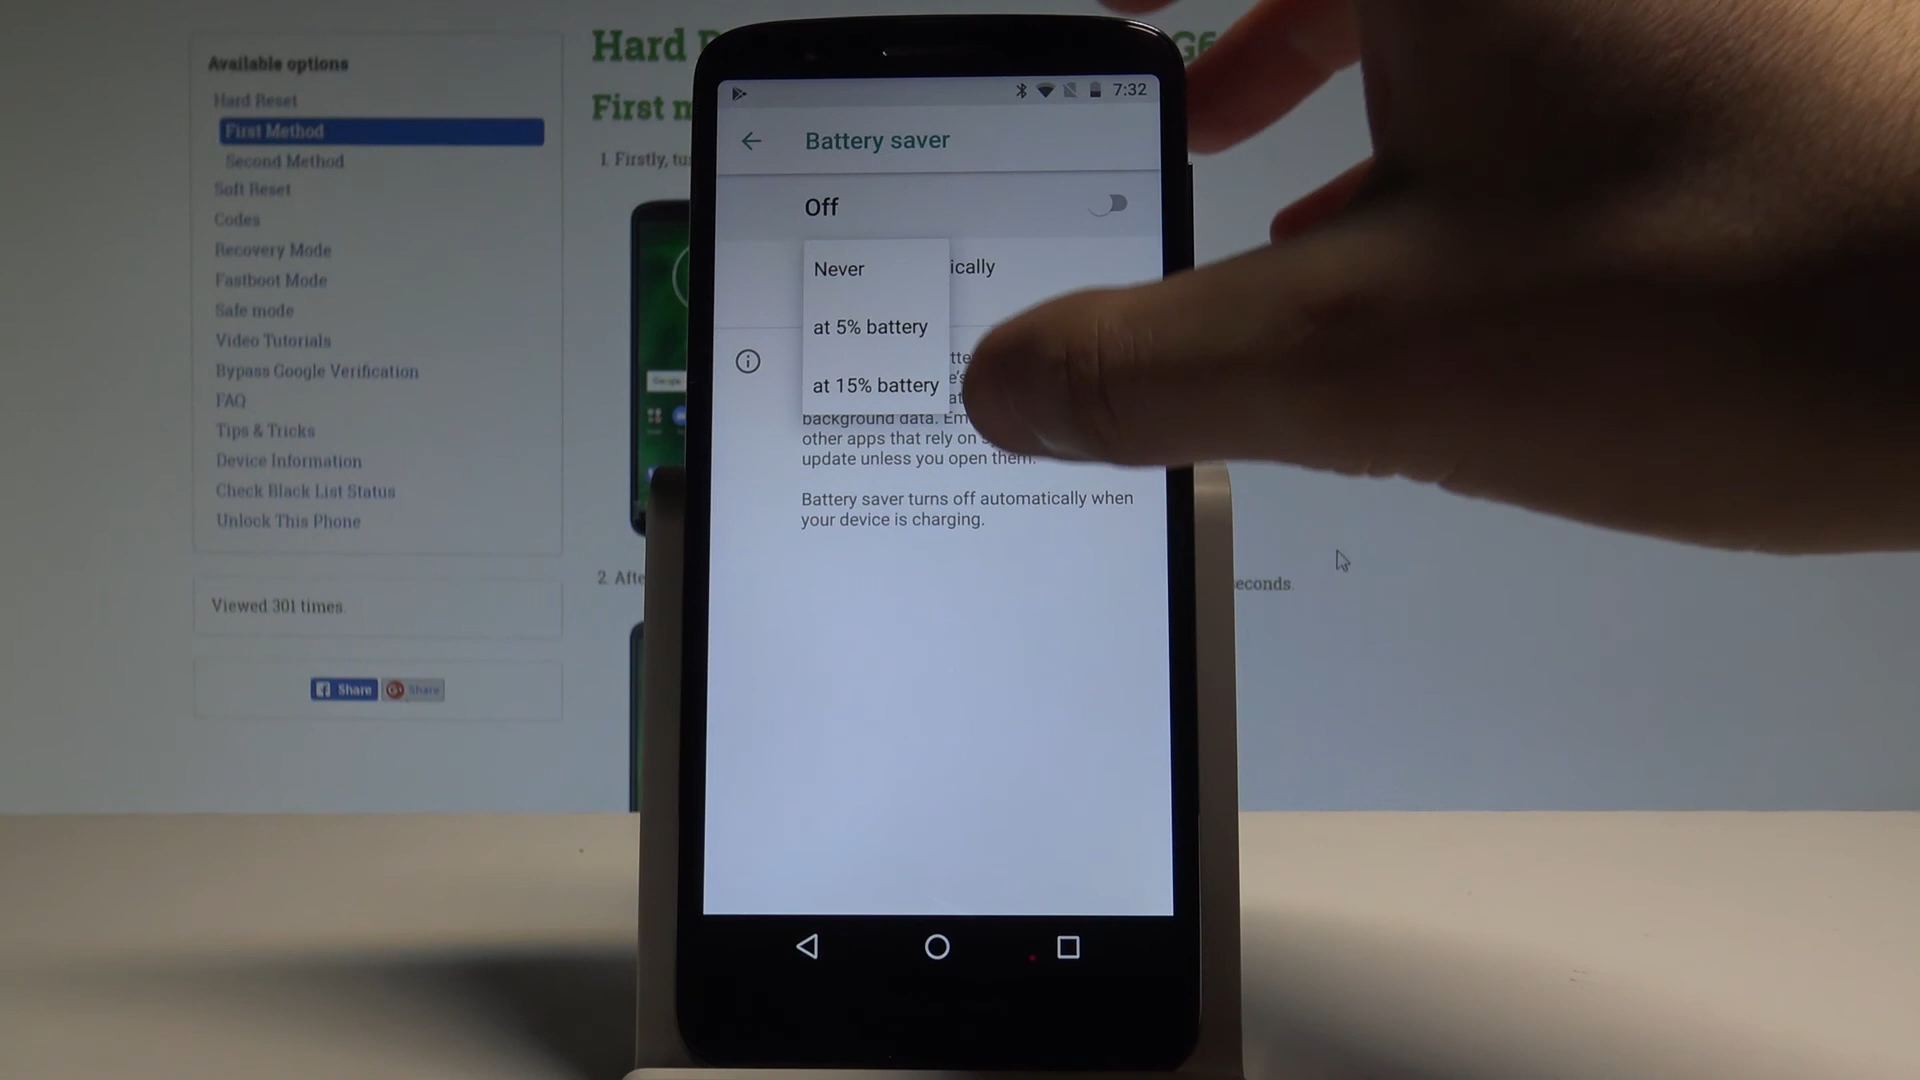 Available options
Hard Reset
First Method
Second Method
Soft Reset
Codes
Recovery Mode
Fastboot Mode
Safe mode
Video Tutorials
Bypass Google Verification
FAQ
Tips & Tricks
Device Information
Check Black List Status
Unlock This Phone
Viewed 301 times.
Share
Share
Hard
G6
First m
1. Firstly, tu
2. Afte
econds.
7:32
Battery saver
Off
Never
ically
at 5% battery
at 15% battery
background data. Em
other apps that rely on
update unless you open them.
Battery saver turns off automatically when
your device is charging.